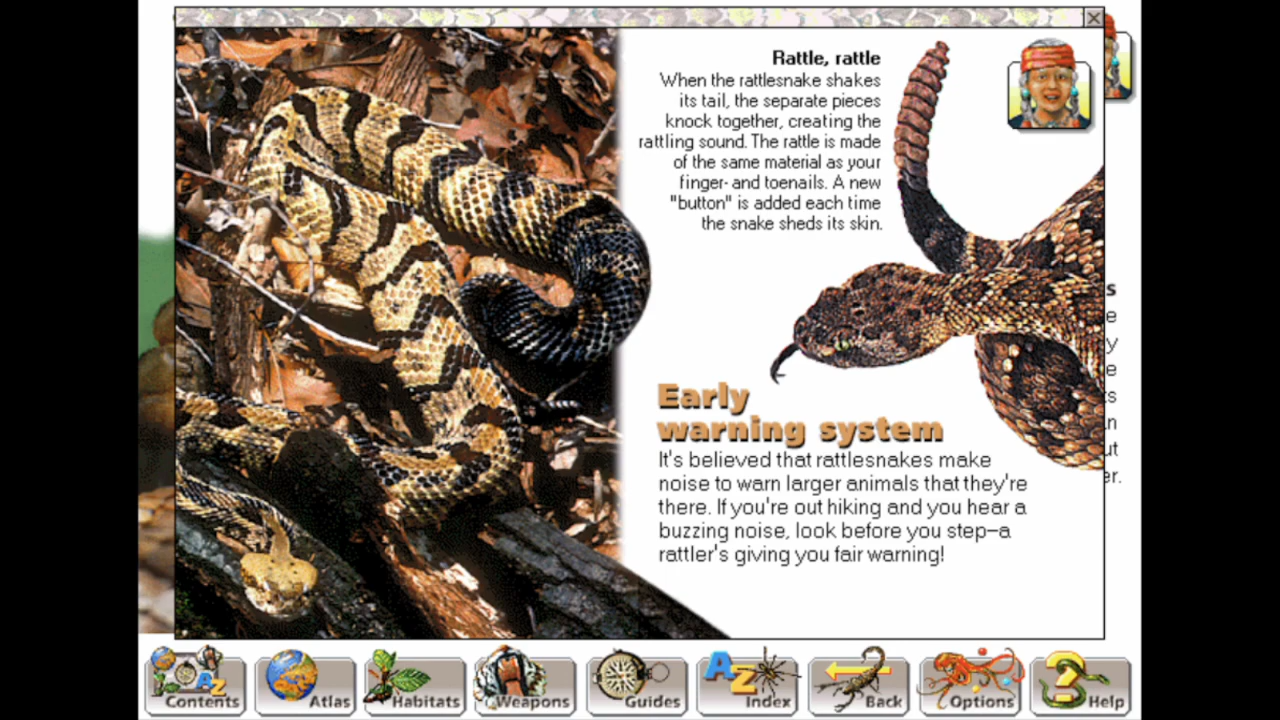 Rattle, rattle
When the rattlesnake shakes
its tail, the separate pieces
knock together, creating the
rattling sound. The rattle is made
of the same material as your
finger- and toenails. A new
"button" is added each time
the snake sheds its skin.
Early
warning system
It's believed that rattlesnakes make
noise to warn larger animals that they're
there. If you're out hiking and you hear a
buzzing noise, look before you step–a
rattler's giving you fair warning!
s
e
y
e
ts
n
ut
er.
Contents
Atlas
Habitats
Weapons
Guides
AZ Index
Back
Options
? Help